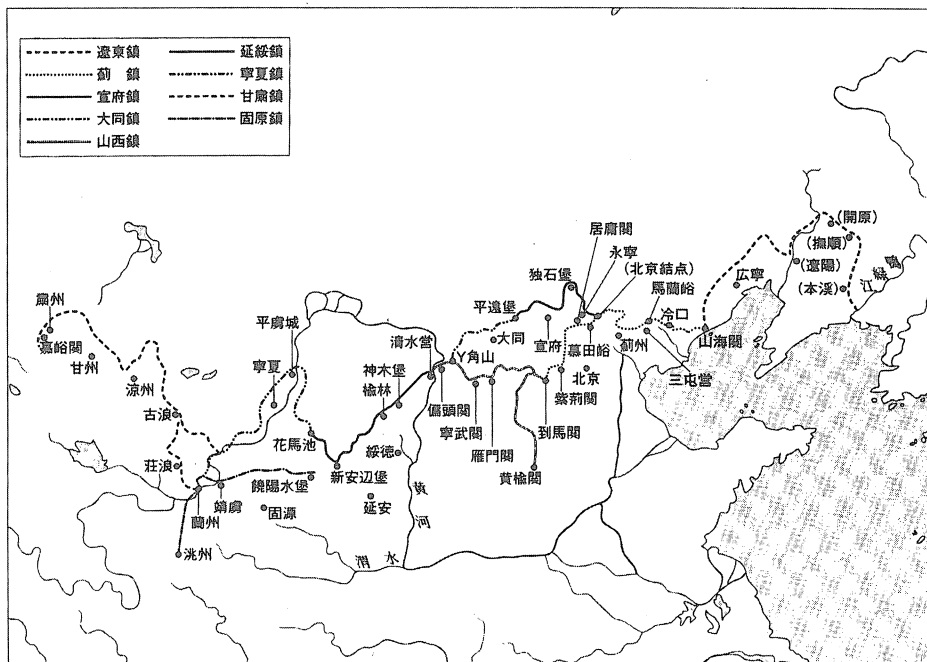 遼東鎮
薊　鎮
宣府鎮
大同鎮
山西鎮
延綏鎮
寧夏鎮
甘肅鎮
固原鎮
居庸関
永寧
(北京結点)
馬蘭峪
冷口
広寧
(開原)
(撫順)
(遼陽)
(本渓)
江
独石堡
平遠堡
大同
宣府
慕田峪
北京
薊州
三屯営
山海関
紫荊関
到馬関
黄楡関
雁門関
寧武関
偏頭関
丫角山
清水営
神木堡
楡林
綏德
延安
新安辺堡
花馬池
平虜城
寧夏
饒陽水堡
固源
靖虜
蘭州
洮州
荘浪
古浪
涼州
甘州
嘉峪関
肅州
黄河
渭水